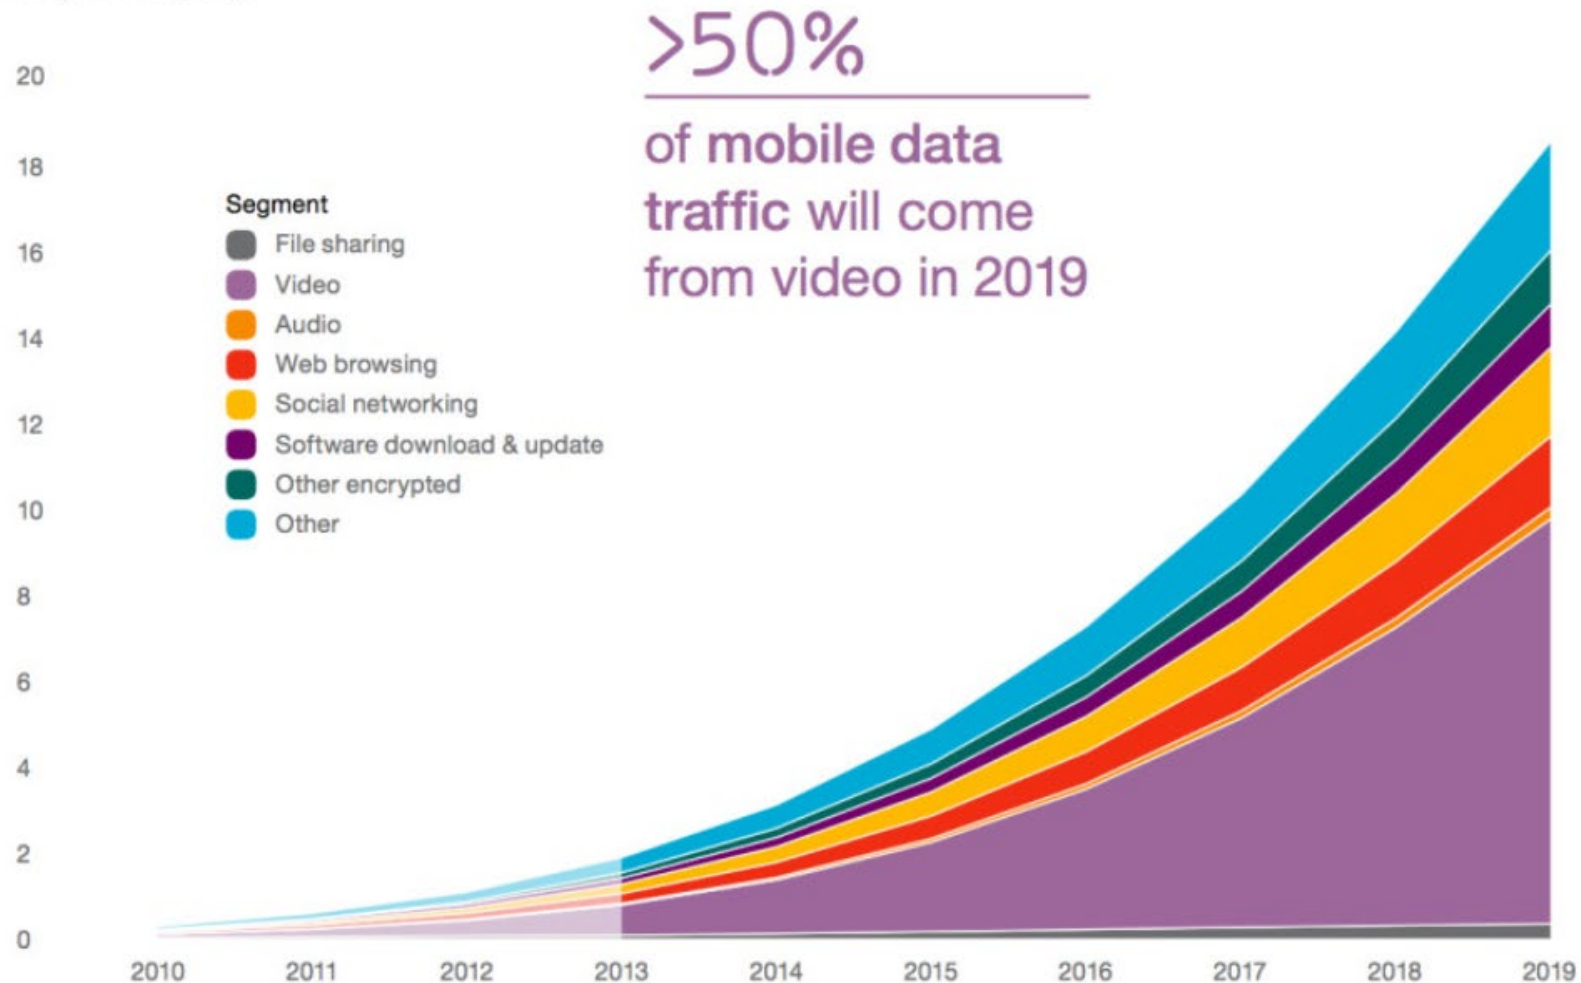 >50%
of mobile data
traffic will come
from video in 2019
20
18
16
14
12
10
8
6
4
2
0
Segment
File sharing
Video
Audio
Web browsing
Social networking
Software download & update
Other encrypted
Other
2010 2011 2012 2013 2014 2015 2016 2017 2018 2019